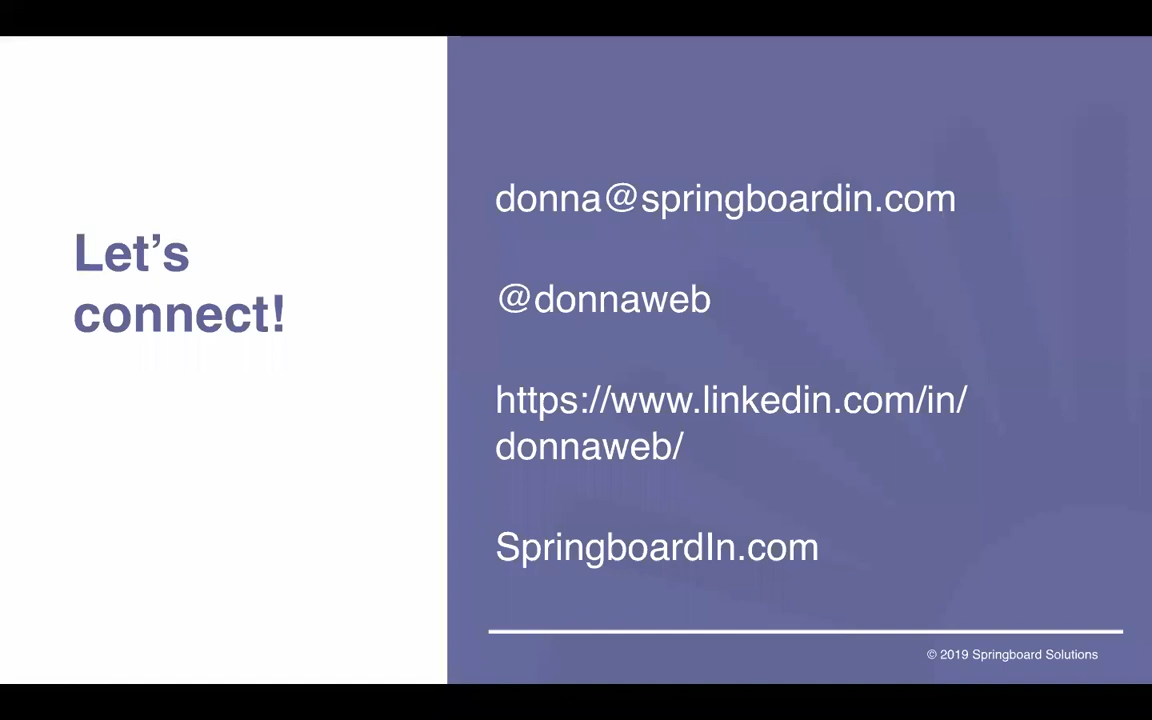 Let’s
connect!
donna@springboardin.com
@donnaweb
https://www.linkedin.com/in/
donnaweb/
SpringboardIn.com
© 2019 Springboard Solutions